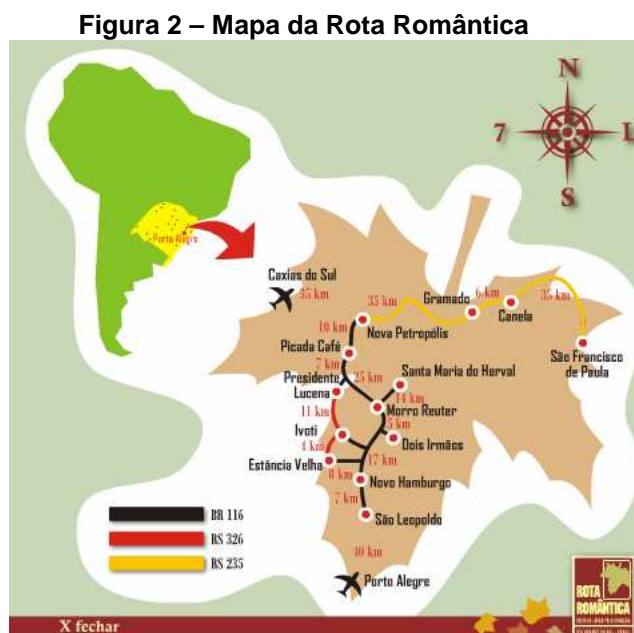 Figura 2 – Mapa da Rota Romântica
N
7
L
S
Porto Alegre
Caxias do Sul
35 km
35 km
Gramado
6 km
Canela
35 km
10 km
Nova Petropólis
Picada Café
São Francisco
de Paula
7 km
25 km
Santa Maria do Herval
Presidente
Lucena
14 km
Morro Reuter
11 km
5 km
Ivoti
Dois Irmãos
4 km
17 km
Estância Velha
8 km
Novo Hamburgo
7 km
São Leopoldo
BR 116
RS 326
RS 235
40 km
Porto Alegre
ROTA
ROMÂNTICA
X fechar